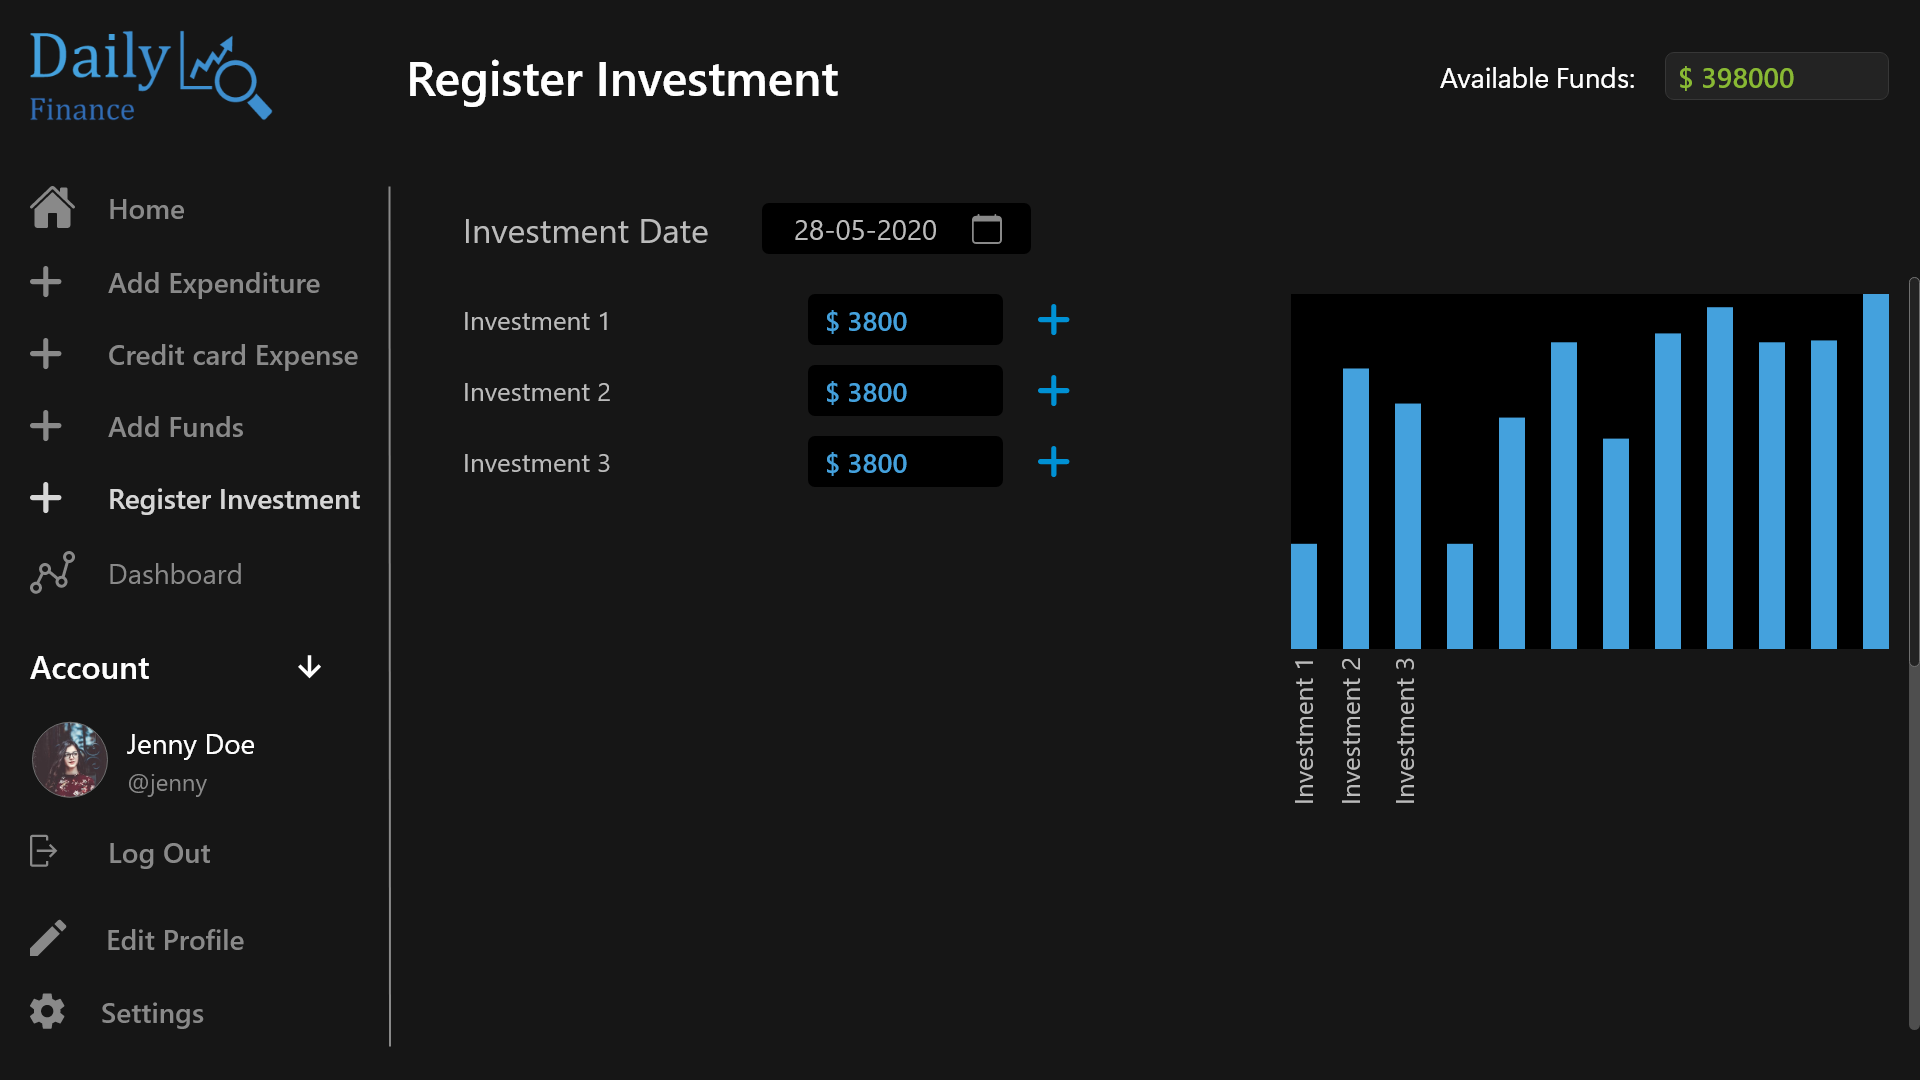 Daily
Finance
Register Investment
Available Funds:
$ 398000
Home
Add Expenditure
Credit card Expense
Add Funds
Register Investment
Dashboard
Account
Jenny Doe
@jenny
Log Out
Edit Profile
Settings
Investment Date
28-05-2020
Investment 1
$ 3800
Investment 2
$ 3800
Investment 3
$ 3800
Investment 1
Investment 2
Investment 3